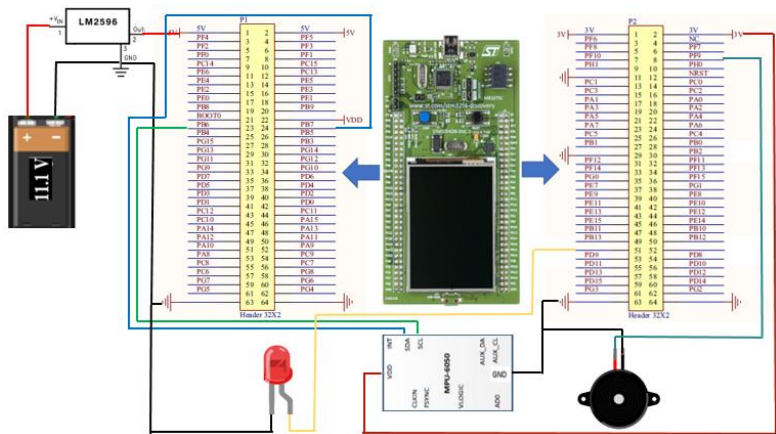 LM2596
+VIN
1
2
Out
3
GND
+ -
11.1 V
P1
5V 5V 1 2 5V 5V
PF4 3 4 PF5
PF2 5 6 PF3
PF0 7 8 PF1
PC14 9 10 PC15
PE6 11 12 PC13
PE4 13 14 PE5
PE2 15 16 PE3
PE0 17 18 PE1
PB8 19 20 PB9
BOOT0 21 22 VDD
PB6 23 24 PB7
PB4 25 26 PB5
PG15 27 28 PB3
PG13 29 30 PG14
PG11 31 32 PG12
PG9 33 34 PG10
PD7 35 36 PD6
PD5 37 38 PD4
PD3 39 40 PD2
PD1 41 42 PD0
PC12 43 44 PC11
PC10 45 46 PA15
PA14 47 48 PA13
PA12 49 50 PA11
PA10 51 52 PA9
PA8 53 54 PC9
PC8 55 56 PC7
PC6 57 58 PG8
PG7 59 60 PG6
PG5 61 62 PG4
63 64
Header 32X2
ST
www.st.com/stm32f4-discovery
P2
3V 3V 1 2 3V 3V
PF6 3 4 NC
PF8 5 6 PF7
PF10 7 8 PF9
PH1 9 10 PH0
11 12 NRST
PC1 13 14 PC0
PC3 15 16 PC2
PA1 17 18 PA0
PA3 19 20 PA2
PA5 21 22 PA4
PA7 23 24 PA6
PC5 25 26 PC4
PB1 27 28 PB0
29 30 PB2
PF12 31 32 PF11
PF14 33 34 PF13
PG0 35 36 PF15
PE7 37 38 PG1
PE9 39 40 PE8
PE11 41 42 PE10
PE13 43 44 PE12
PE15 45 46 PE14
PB11 47 48 PB10
PB13 49 50 PB12
51 52
PD9 53 54 PD8
PD11 55 56 PD10
PD13 57 58 PD12
PD15 59 60 PD14
PG3 61 62 PG2
63 64
Header 32X2
INT SDA SCL AUX_DA AUX_CL
VDD
MPU-6050
GND
CLKIN FSYNC VLOGIC AD0